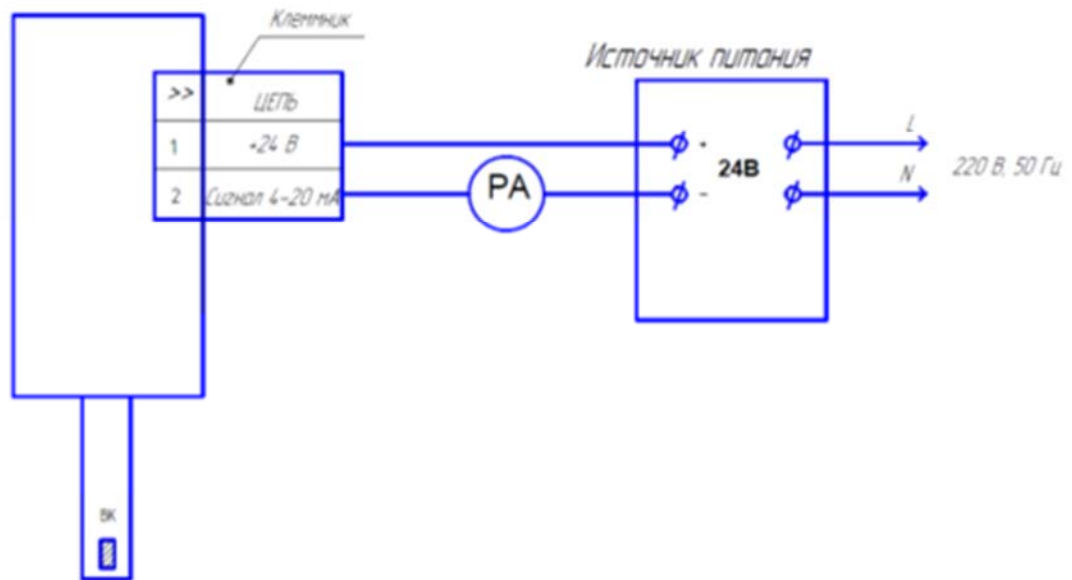 Клеммник
Источник питания
>> ЦЕПЬ
1 +24 В
2 Сигнал 4-20 мА
PA
+
24В
-
L
N
220 В, 50 Гц
ВК